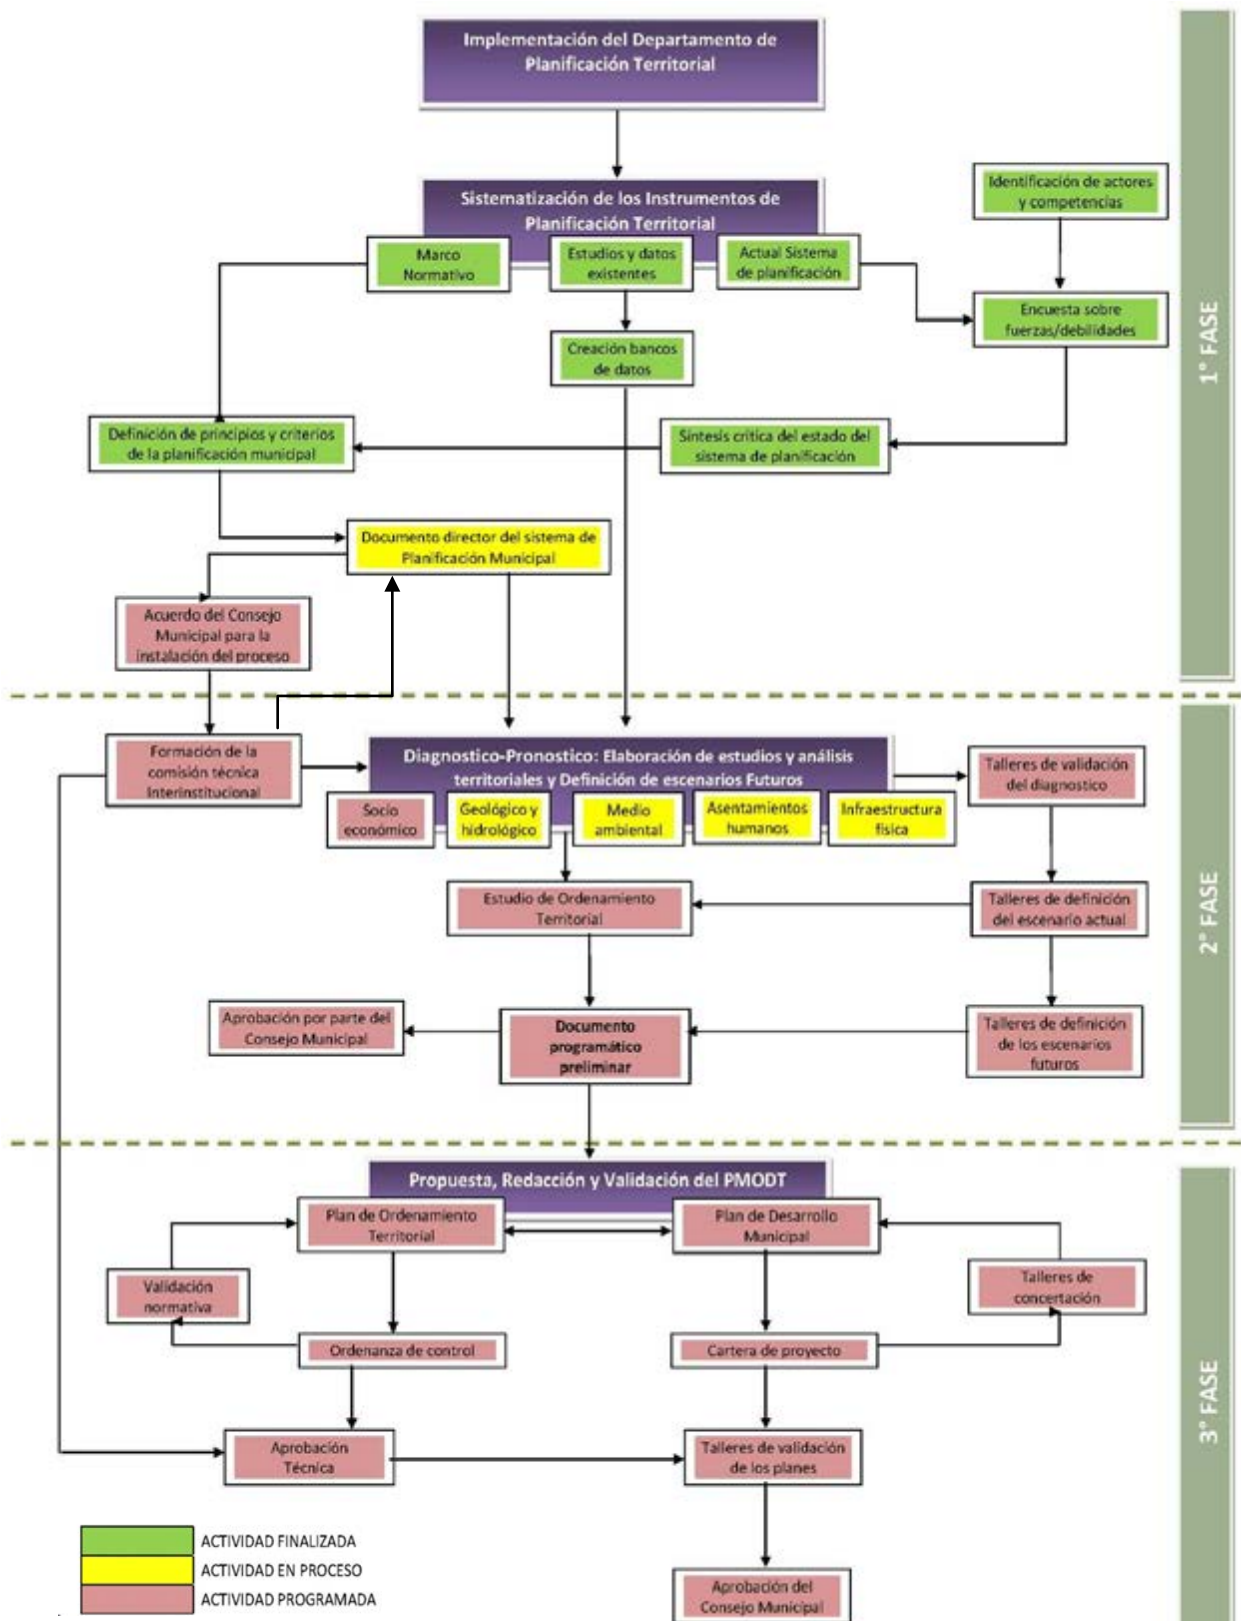 Implementación del Departamento de
Planificación Territorial
Sistematización de los Instrumentos de
Planificación Territorial
Identificación de actores
y competencias
Marco
Normativo
Estudios y datos
existentes
Actual Sistema
de planificación
Encuesta sobre
fuerzas/debilidades
Creación bancos
de datos
Definición de principios y criterios
de la planificación municipal
Síntesis crítica del estado del
sistema de planificación
Documento director del sistema de
Planificación Municipal
Acuerdo del Consejo
Municipal para la
instalación del proceso
1° FASE
Formación de la
comisión técnica
Interinstitucional
Diagnostico-Pronostico: Elaboración de estudios y análisis
territoriales y Definición de escenarios Futuros
Talleres de validación
del diagnostico
Socio
económico
Geológico y
hidrológico
Medio
ambiental
Asentamientos
humanos
Infraestructura
física
Estudio de Ordenamiento
Territorial
Talleres de definición
del escenario actual
Aprobación por parte del
Consejo Municipal
Documento
programático
preliminar
Talleres de definición
de los escenarios
futuros
2° FASE
Propuesta, Redacción y Validación del PMODT
Plan de Ordenamiento
Territorial
Plan de Desarrollo
Municipal
Validación
normativa
Talleres de
concertación
Ordenanza de control
Cartera de proyecto
Aprobación
Técnica
Talleres de validación
de los planes
Aprobación del
Consejo Municipal
3° FASE
ACTIVIDAD FINALIZADA
ACTIVIDAD EN PROCESO
ACTIVIDAD PROGRAMADA